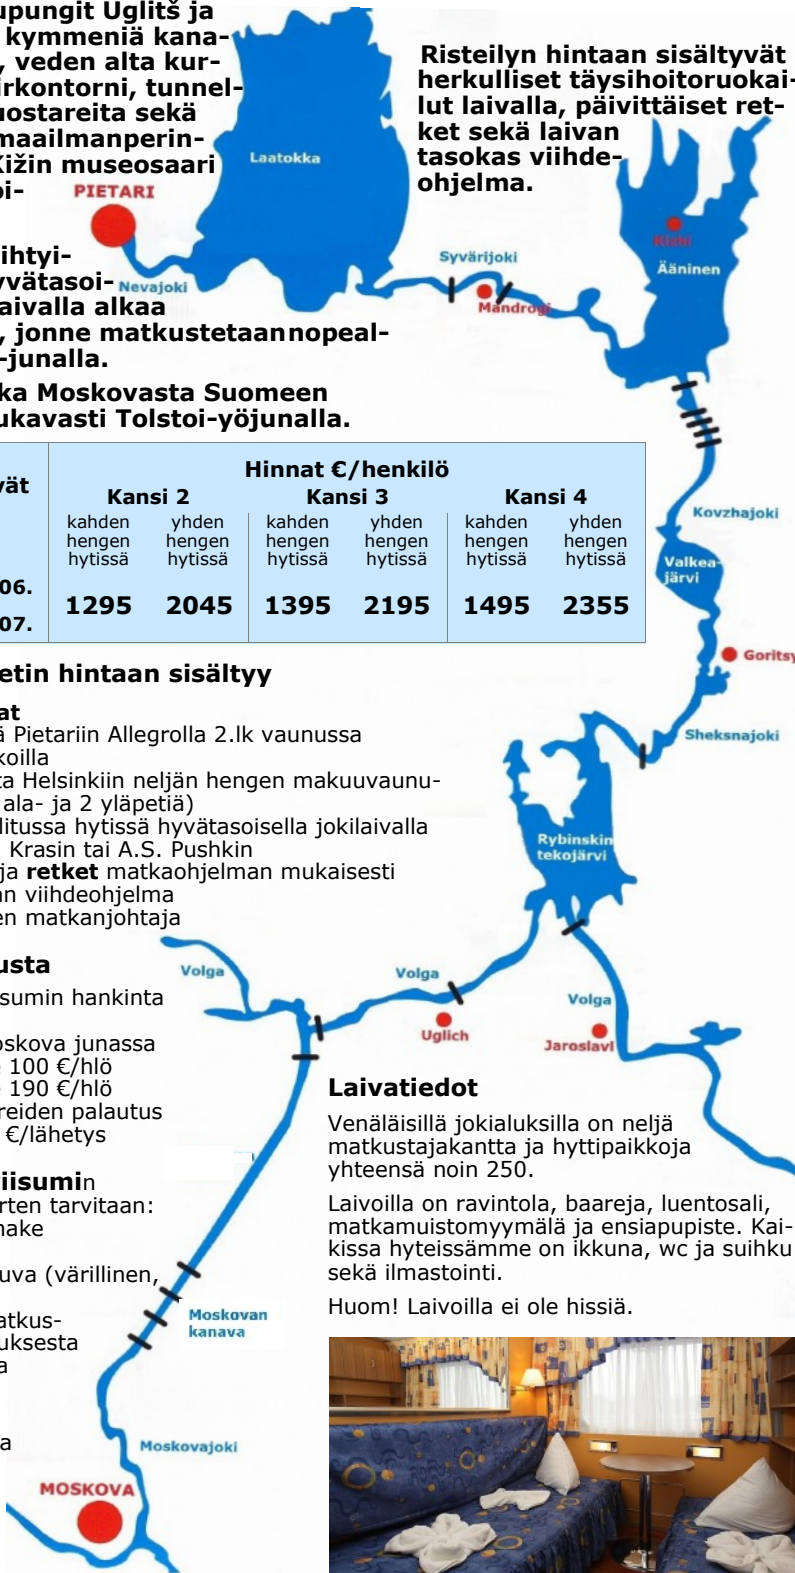 upungit Uglitš ja
kymmeniä kana-
, veden alta kur-
irkontorni, tunnel-
uostareita sekä
maailmanperin-
Kižin museosaari
oi-
Risteilyn hintaan sisältyvät
herkulliset täysihoitoruokai-
lut laivalla, päivittäiset ret-
ket sekä laivan
tasokas viihde-
ohjelma.
Laatokka
PIETARI
Nevajoki
Syvärijoki
Mandrogi
Kizhi
Ääninen
ihtyi-
yvätasoi-
aivalla alkaa
, jonne matkustetaannopeal-
-junalla.
ka Moskovasta Suomeen
ukavasti Tolstoi-yöjunalla.
vät
Hinnat €/henkilö
Kansi 2 Kansi 3 Kansi 4
kahden yhden kahden yhden kahden yhden
hengen hengen hengen hengen hengen hengen
hytissä hytissä hytissä hytissä hytissä hytissä
06.
1295 2045 1395 2195 1495 2355
07.
Kovzhajoki
Valkea-
järvi
Goritsy
Sheksnajoki
Rybinskin
tekojärvi
etin hintaan sisältyy
at
ä Pietariin Allegrolla 2.lk vaunussa
koilla
ta Helsinkiin neljän hengen makuuvaunu-
ala- ja 2 yläpetiä)
litussa hytissä hyvätasoisella jokilaivalla
Krasin tai A.S. Pushkin
ja retket matkaohjelman mukaisesti
an viihdeohjelma
en matkanjohtaja
Volga
Volga
Volga
Uglich
Jaroslavl
usta
sumin hankinta
oskova junassa
e 100 €/hlö
e 190 €/hlö
reiden palautus
€/lähetys
viisumin
rten tarvitaan:
nake
uva (värillinen,
atkus-
uksesta
a
a
Laivatiedot
Venäläisillä jokialuksilla on neljä
matkustajakantta ja hyttipaikkoja
yhteensä noin 250.
Laivoilla on ravintola, baareja, luentosali,
matkamuistomyymälä ja ensiapupiste. Kai-
kissa hyteissämme on ikkuna, wc ja suihku
sekä ilmastointi.
Huom! Laivoilla ei ole hissiä.
Moskovan
kanava
Moskovajoki
MOSKOVA